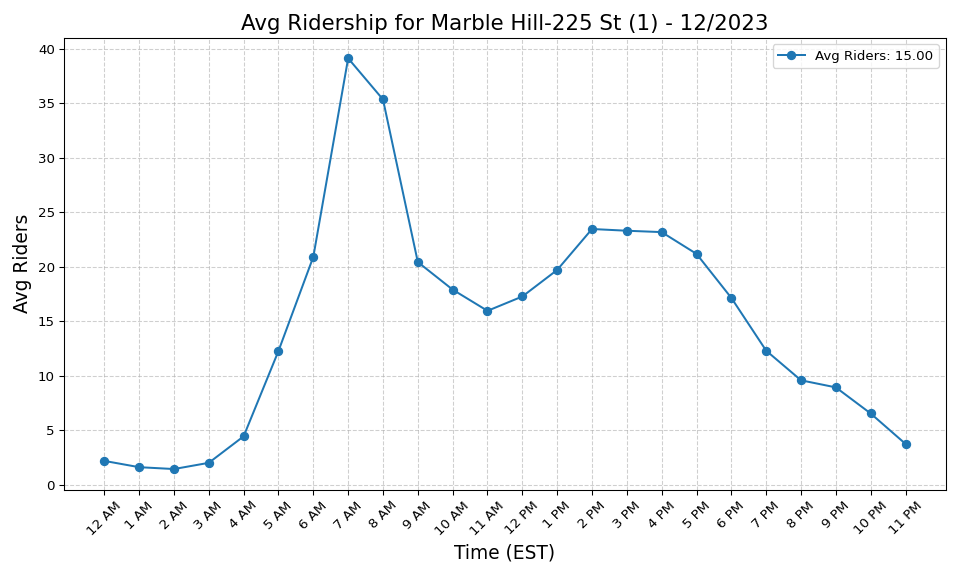 Avg Ridership for Marble Hill-225 St (1) - 12/2023
Avg Riders: 15.00
Avg Riders
40
35
30
25
20
15
10
5
0
12 AM
1 AM
2 AM
3 AM
4 AM
5 AM
6 AM
7 AM
8 AM
9 AM
10 AM
11 AM
12 PM
1 PM
2 PM
3 PM
4 PM
5 PM
6 PM
7 PM
8 PM
9 PM
10 PM
11 PM
Time (EST)